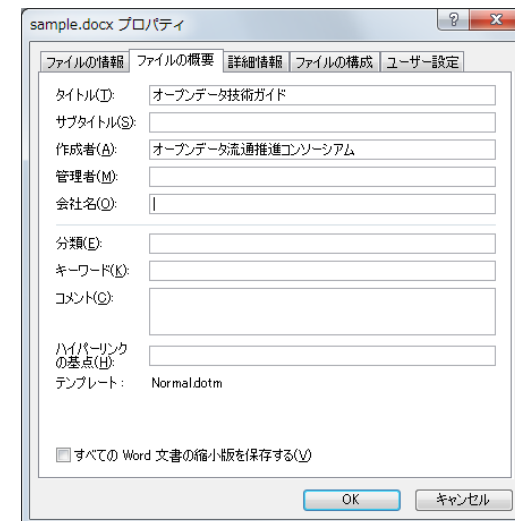 sample.docx プロパティ
ファイルの情報 ファイルの概要 詳細情報 ファイルの構成 ユーザー設定
タイトル(T): オープンデータ技術ガイド
サブタイトル(S):
作成者(A): オープンデータ流通推進コンソーシアム
管理者(M):
会社名(O):
分類(E):
キーワード(K):
コメント(C):
ハイパーリンク
の基点(H):
テンプレート: Normal.dotm
すべての Word 文書の縮小版を保存する(V)
OK キャンセル